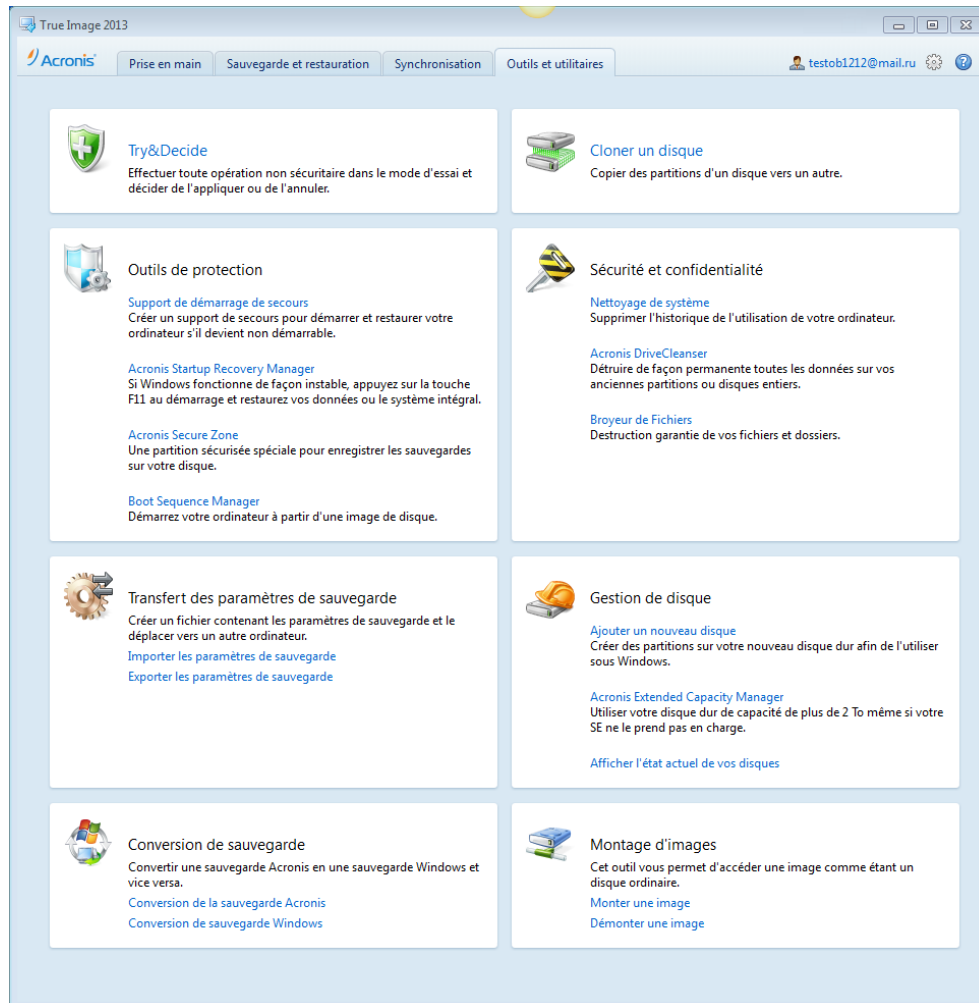 True Image 2013
Acronis
Prise en main
Sauvegarde et restauration
Synchronisation
Outils et utilitaires
testob1212@mail.ru
Try&Decide
Effectuer toute opération non sécuritaire dans le mode d'essai et
décider de l'appliquer ou de l'annuler.
Cloner un disque
Copier des partitions d'un disque vers un autre.
Outils de protection
Support de démarrage de secours
Créer un support de secours pour démarrer et restaurer votre
ordinateur s'il devient non démarrable.
Acronis Startup Recovery Manager
Si Windows fonctionne de façon instable, appuyez sur la touche
F11 au démarrage et restaurez vos données ou le système intégral.
Acronis Secure Zone
Une partition sécurisée spéciale pour enregistrer les sauvegardes
sur votre disque.
Boot Sequence Manager
Démarrez votre ordinateur à partir d'une image de disque.
Sécurité et confidentialité
Nettoyage de système
Supprimer l'historique de l'utilisation de votre ordinateur.
Acronis DriveCleanser
Détruire de façon permanente toutes les données sur vos
anciennes partitions ou disques entiers.
Broyeur de Fichiers
Destruction garantie de vos fichiers et dossiers.
Transfert des paramètres de sauvegarde
Créer un fichier contenant les paramètres de sauvegarde et le
déplacer vers un autre ordinateur.
Importer les paramètres de sauvegarde
Exporter les paramètres de sauvegarde
Gestion de disque
Ajouter un nouveau disque
Créer des partitions sur votre nouveau disque dur afin de l'utiliser
sous Windows.
Acronis Extended Capacity Manager
Utiliser votre disque dur de capacité de plus de 2 To même si votre
SE ne le prend pas en charge.
Afficher l'état actuel de vos disques
Conversion de sauvegarde
Convertir une sauvegarde Acronis en une sauvegarde Windows et
vice versa.
Conversion de la sauvegarde Acronis
Conversion de sauvegarde Windows
Montage d'images
Cet outil vous permet d'accéder une image comme étant un
disque ordinaire.
Monter une image
Démonter une image